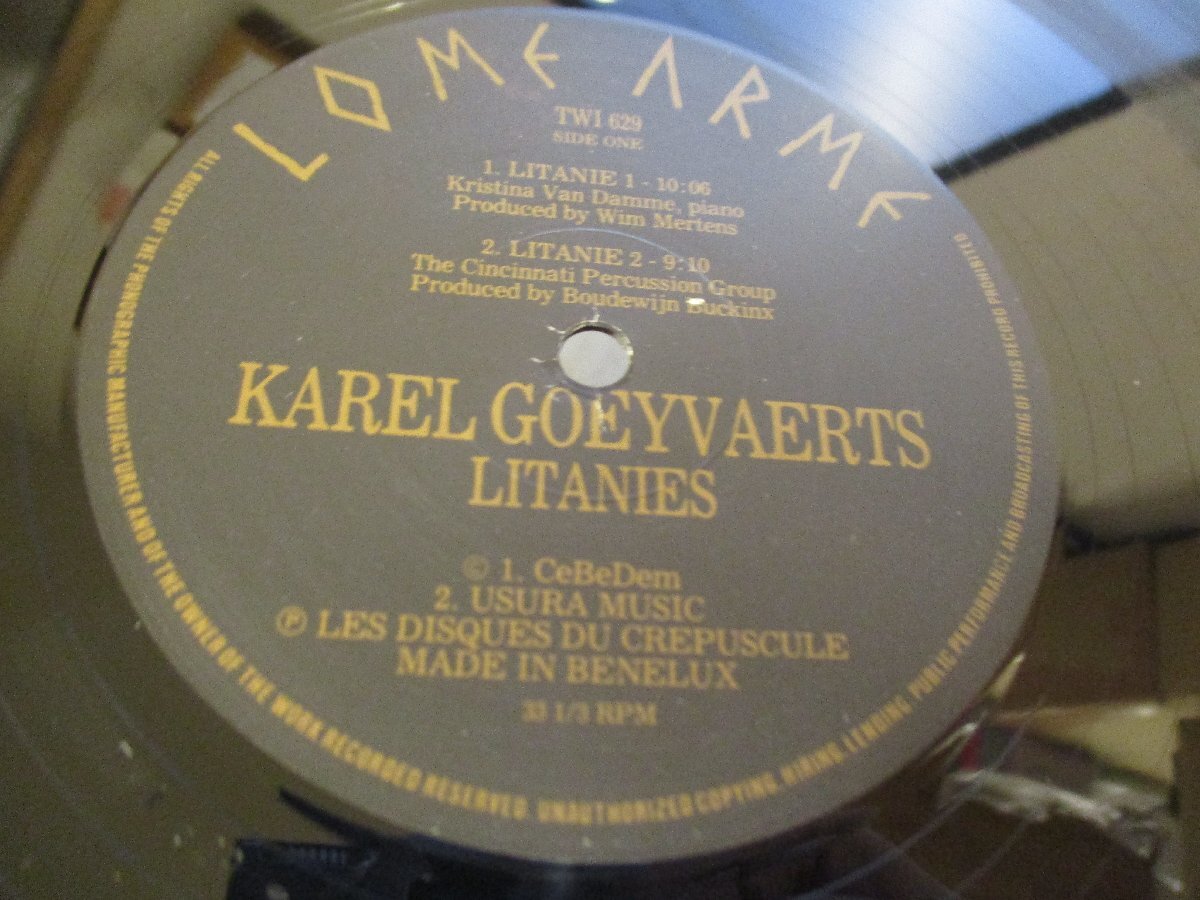 LOME ARME
TWI 629
SIDE ONE
1. LITANIE 1 - 10:06
Kristina Van Damme, piano
Produced by Wim Mertens
2. LITANIE 2 - 9:10
The Cincinnati Percussion Group
Produced by Boudewijn Buckinx
KAREL GOEYVAERTS
LITANIES
© 1. CeBeDem
2. USURA MUSIC
℗ LES DISQUES DU CREPUSCULE
MADE IN BENELUX
33 1/3 RPM
ALL RIGHTS OF THE PHONOGRAPHIC MANUFACTURER AND OF THE OWNER OF THE WORK RECORDED RESERVED. UNAUTHORIZED COPYING, HIRING, LENDING, PUBLIC PERFORMANCE AND BROADCASTING OF THIS RECORD PROHIBITED